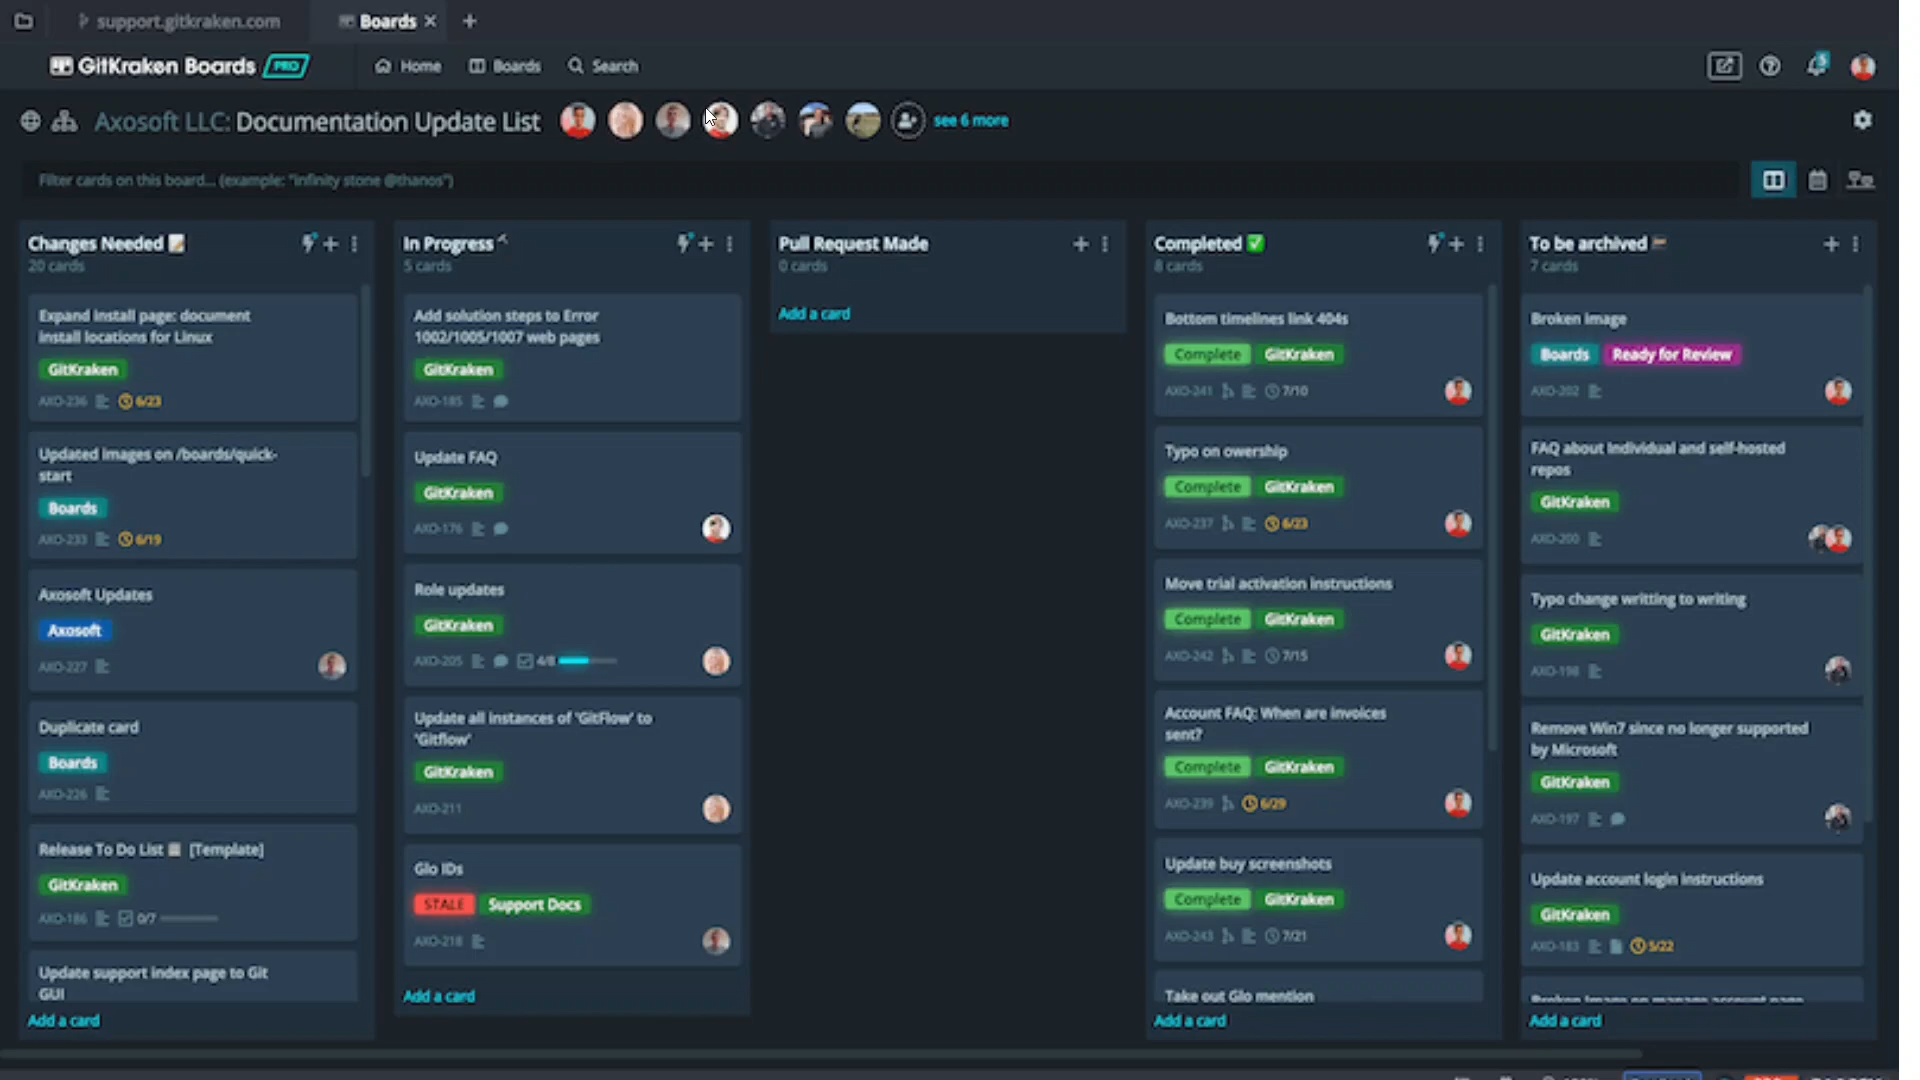 support.gitkraken.com
Boards
GitKraken Boards PRO
Home
Boards
Search
5
Axosoft LLC: Documentation Update List
see 6 more
Filter cards on this board... (example: "infinity stone @thanos")
Changes Needed
20 cards
Expand install page: document
install locations for Linux
GitKraken
AXO-236 6/23
Updated images on /boards/quick-
start
Boards
AXO-233 6/19
Axosoft Updates
Axosoft
AXO-227
Duplicate card
Boards
AXO-226
Release To Do List [Template]
GitKraken
AXO-186 0/7
Update support index page to Git
GUI
Add a card
In Progress
5 cards
Add solution steps to Error
1002/1005/1007 web pages
GitKraken
AXO-185
Update FAQ
GitKraken
AXO-176
Role updates
GitKraken
AXO-205 4/8
Update all instances of 'GitFlow' to
'Gitflow'
GitKraken
AXO-211
Glo IDs
STALE Support Docs
AXO-218
Add a card
Pull Request Made
0 cards
Add a card
Completed
8 cards
Bottom timelines link 404s
Complete GitKraken
AXO-241 7/10
Typo on owership
Complete GitKraken
AXO-237 6/23
Move trial activation instructions
Complete GitKraken
AXO-242 7/15
Account FAQ: When are invoices
sent?
Complete GitKraken
AXO-239 6/29
Update buy screenshots
Complete GitKraken
AXO-243 7/21
Take out Glo mention
Add a card
To be archived
7 cards
Broken image
Boards Ready for Review
AXO-202
FAQ about Individual and self-hosted
repos
GitKraken
AXO-200
Typo change writting to writing
GitKraken
AXO-198
Remove Win7 since no longer supported
by Microsoft
GitKraken
AXO-197
Update account login instructions
GitKraken
AXO-183 5/22
Broken image on manage account page
Add a card